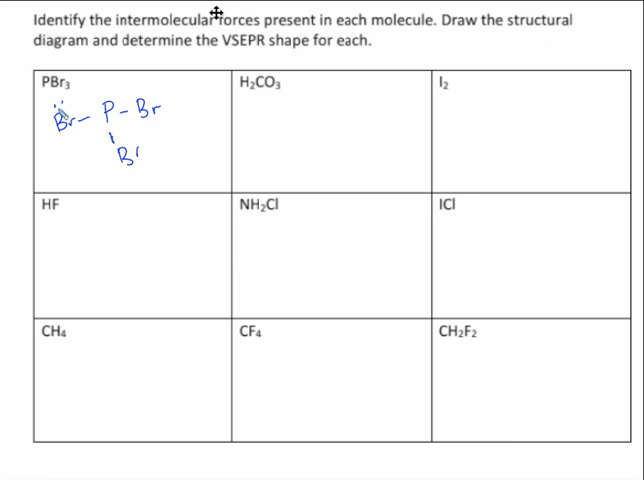 Identify the intermolecular forces present in each molecule. Draw the structural
diagram and determine the VSEPR shape for each.
PBr₃
H₂CO₃
I₂
Br - P - Br
Br
HF
NH₂Cl
ICl
CH₄
CF₄
CH₂F₂